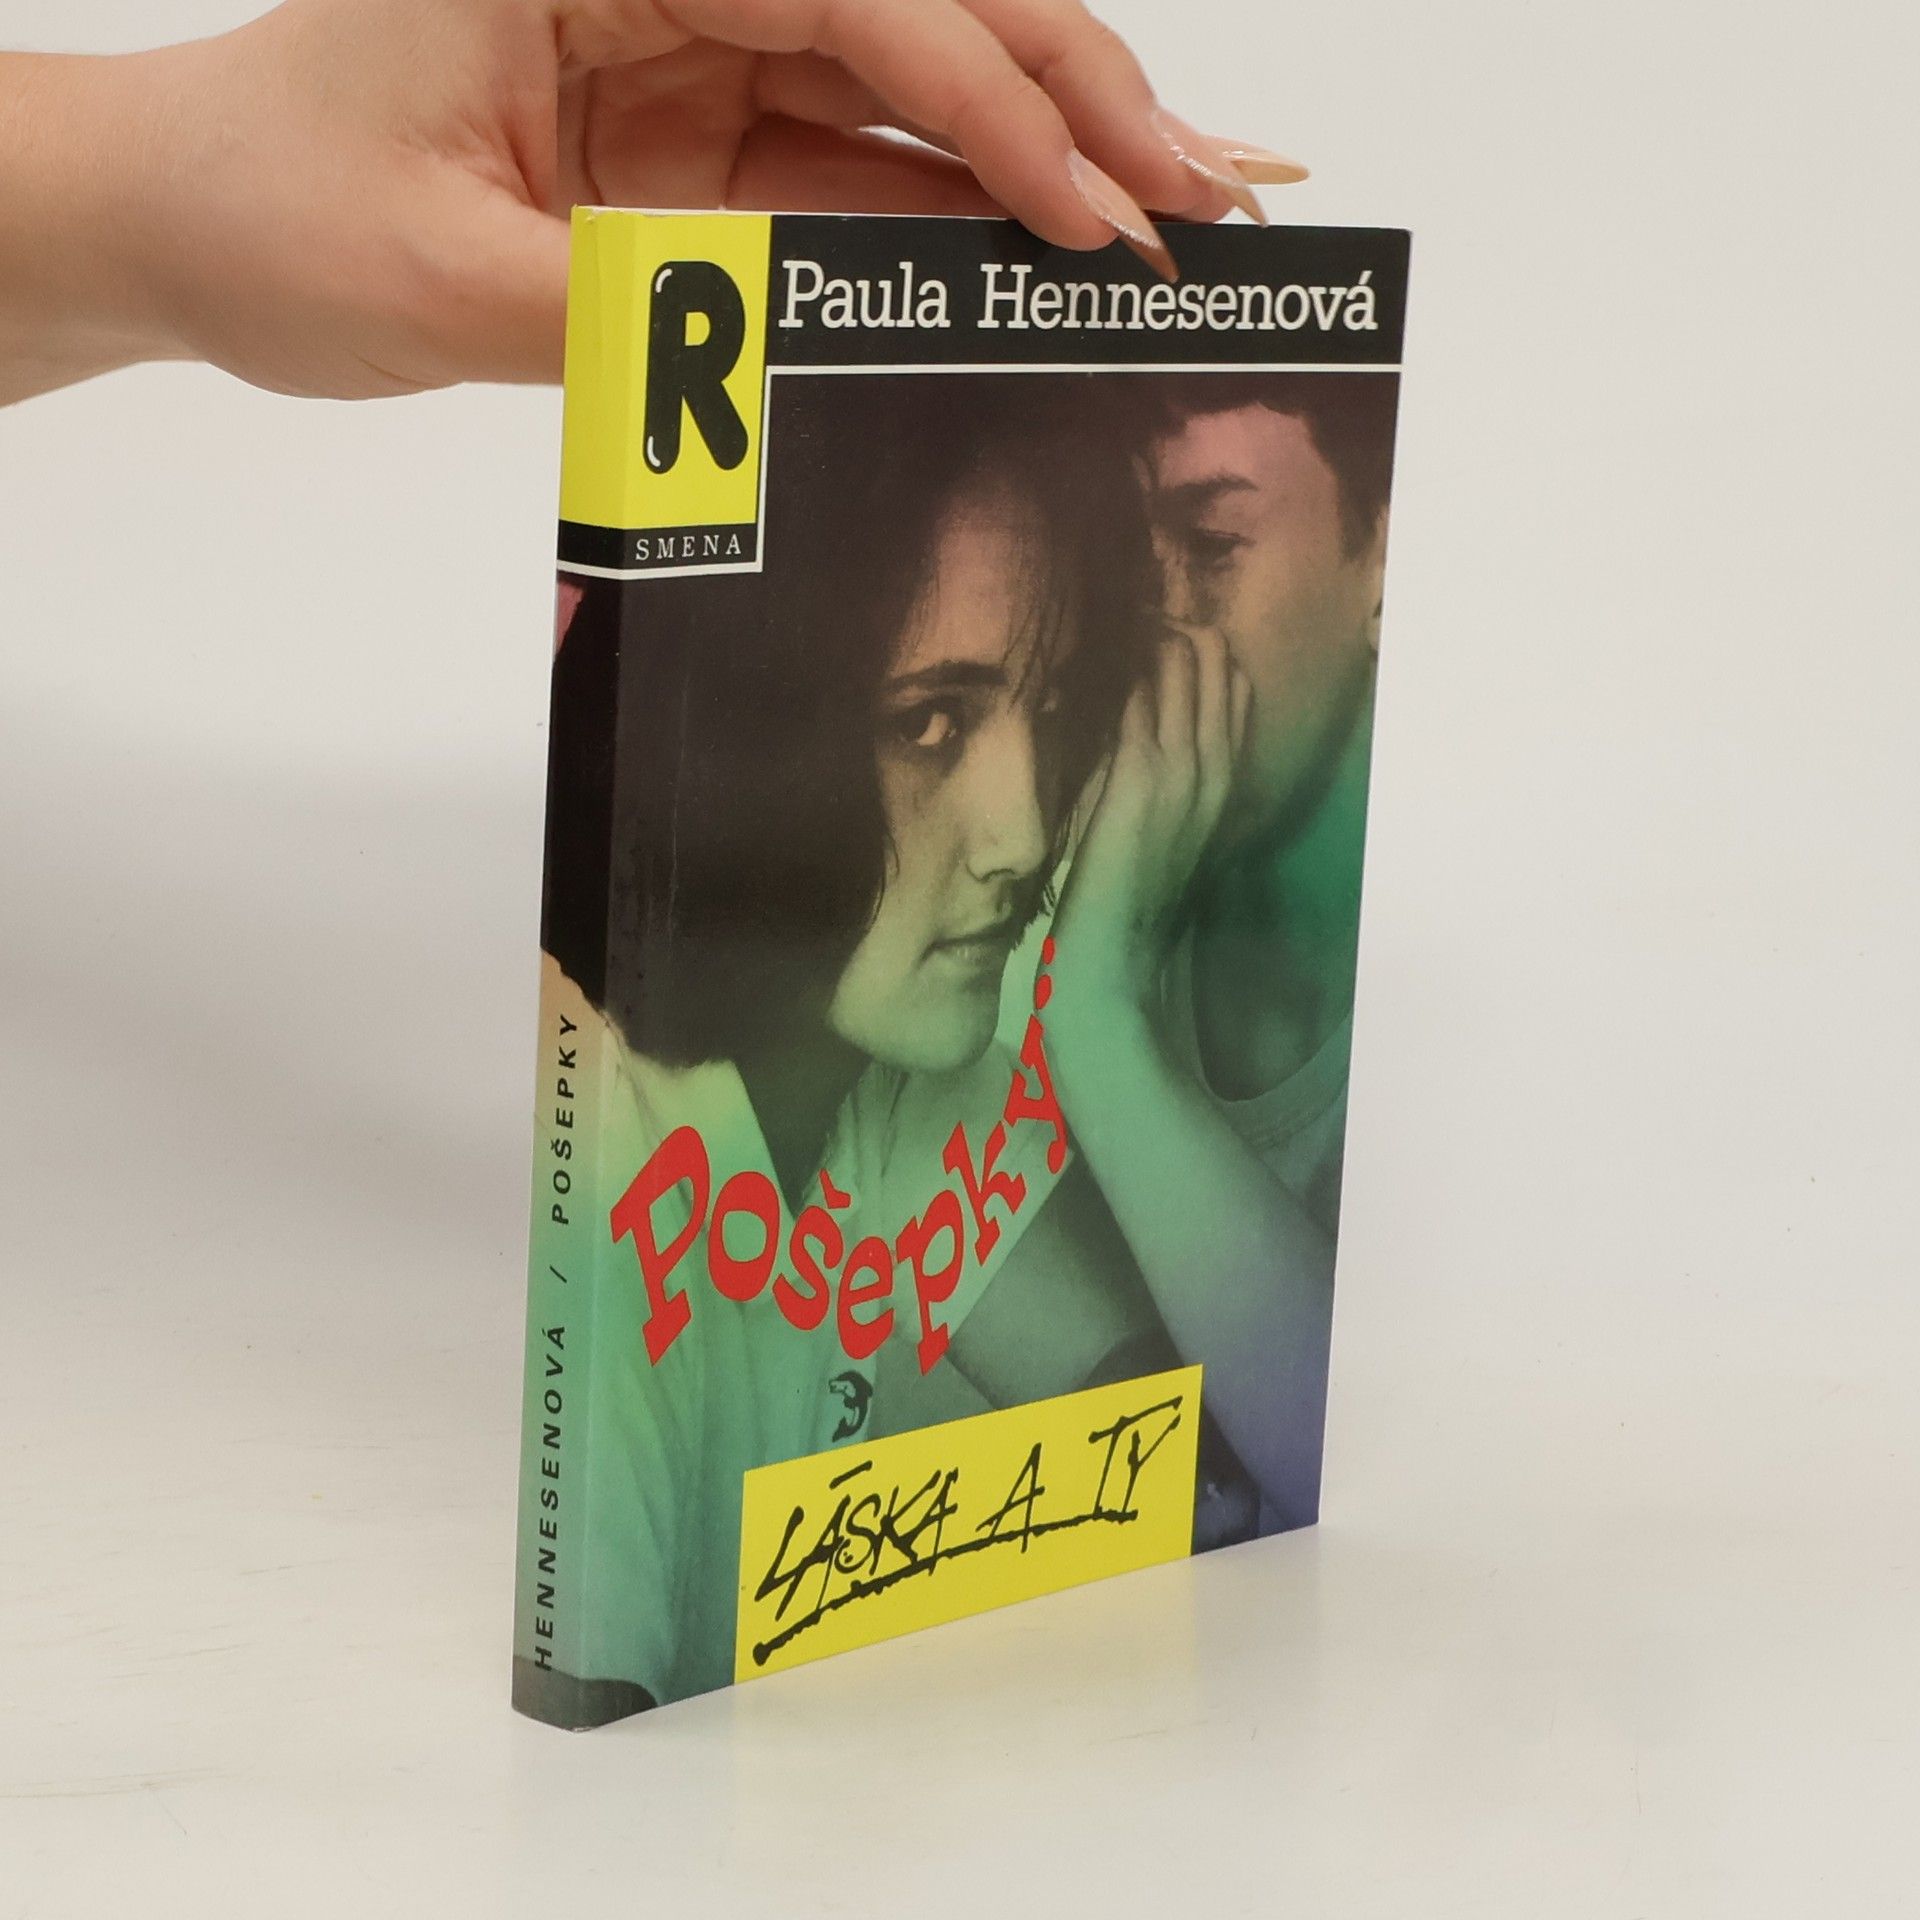 R
Paula Hennesenová
SMENA
Pošepky..
LÁSKA A TY
HENNESENOVÁ / POŠEPKY